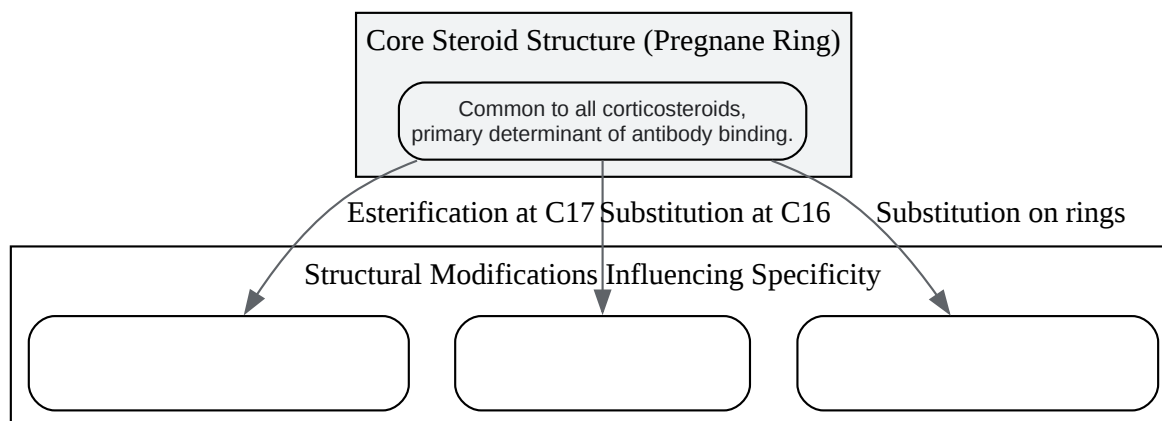 Core Steroid Structure (Pregnane Ring)
Common to all corticosteroids,
primary determinant of antibody binding.
Esterification at C17
Substitution at C16
Substitution on rings
Structural Modifications Influencing Specificity